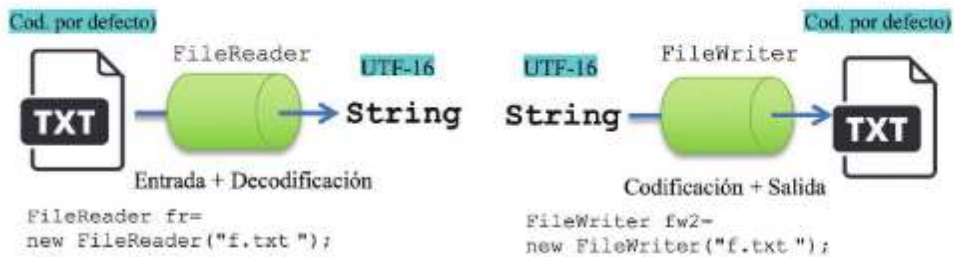 Cod. por defecto)
FileReader
TXT
UTF-16
String
Entrada + Decodificación
FileReader fr=
new FileReader("f.txt ");
Cod. por defecto)
UTF-16
FileWriter
String
TXT
Codificación + Salida
FileWriter fw2=
new FileWriter("f.txt ");